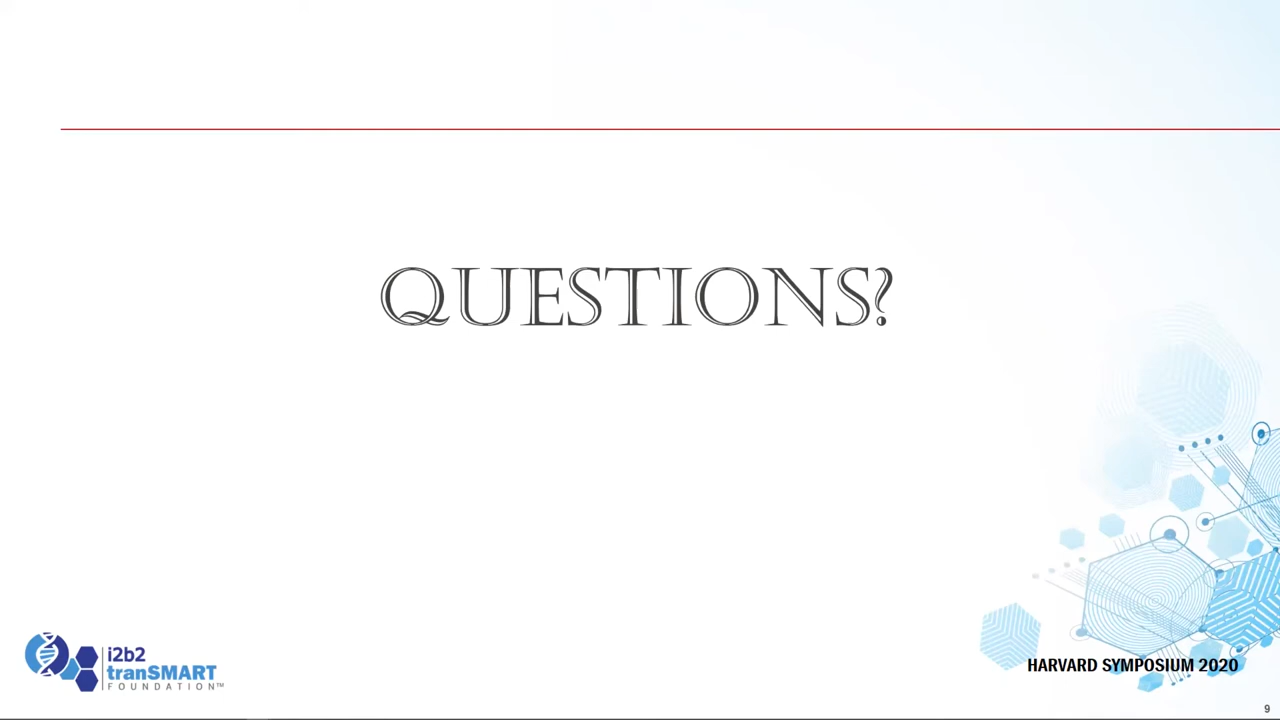 QUESTIONS?
i2b2
tranSMART
FOUNDATION™
HARVARD SYMPOSIUM 2020
9